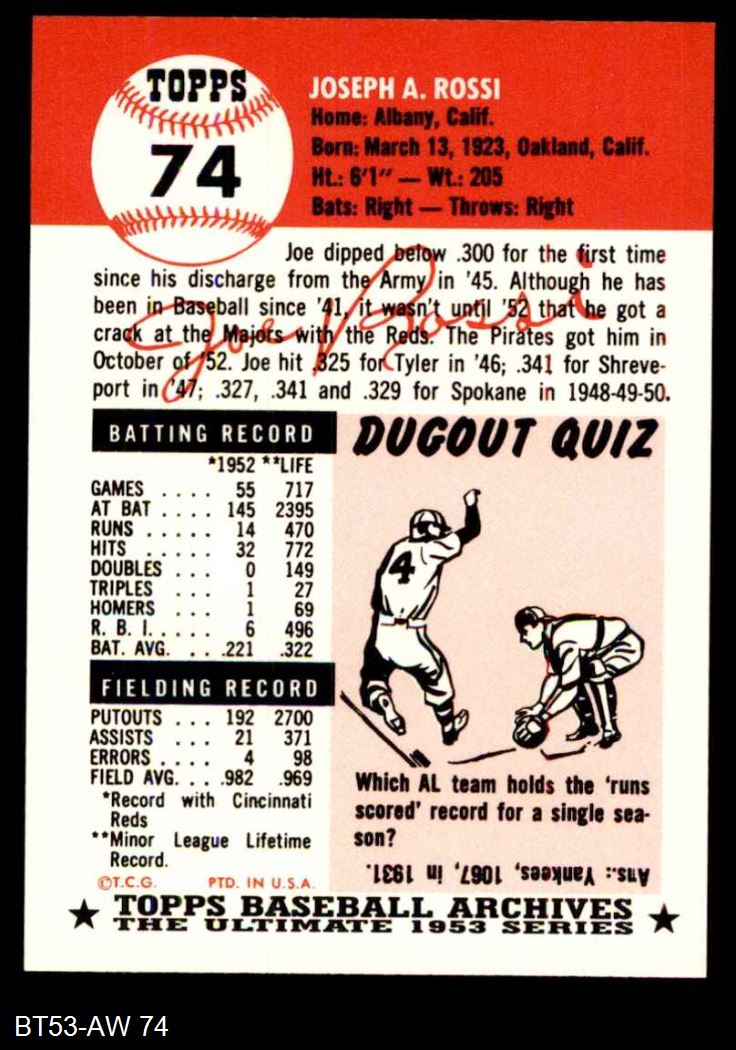 TOPPS
74
JOSEPH A. ROSSI
Home: Albany, Calif.
Born: March 13, 1923, Oakland, Calif.
Ht.: 6'1" — Wt.: 205
Bats: Right — Throws: Right
Joe dipped below .300 for the first time
since his discharge from the Army in '45. Although he has
been in Baseball since '41, it wasn't until '52 that he got a
crack at the Majors with the Reds. The Pirates got him in
October of '52. Joe hit .325 for Tyler in '46; .341 for Shreve-
port in '47; .327, .341 and .329 for Spokane in 1948-49-50.
Joe Rossi
BATTING RECORD
*1952 **LIFE
GAMES .... 55 717
AT BAT .... 145 2395
RUNS .... 14 470
HITS .... 32 772
DOUBLES ... 0 149
TRIPLES ... 1 27
HOMERS ... 1 69
R. B. I. .... 6 496
BAT. AVG. ... .221 .322
FIELDING RECORD
PUTOUTS ... 192 2700
ASSISTS ... 21 371
ERRORS .... 4 98
FIELD AVG. ... .982 .969
*Record with Cincinnati
Reds
**Minor League Lifetime
Record.
DUGOUT QUIZ
4
Which AL team holds the 'runs
scored' record for a single sea-
son?
Ans.: Yankees, 1067, in 1931.
©T.C.G. PTD. IN U.S.A.
★ TOPPS BASEBALL ARCHIVES ★
THE ULTIMATE 1953 SERIES
BT53-AW 74